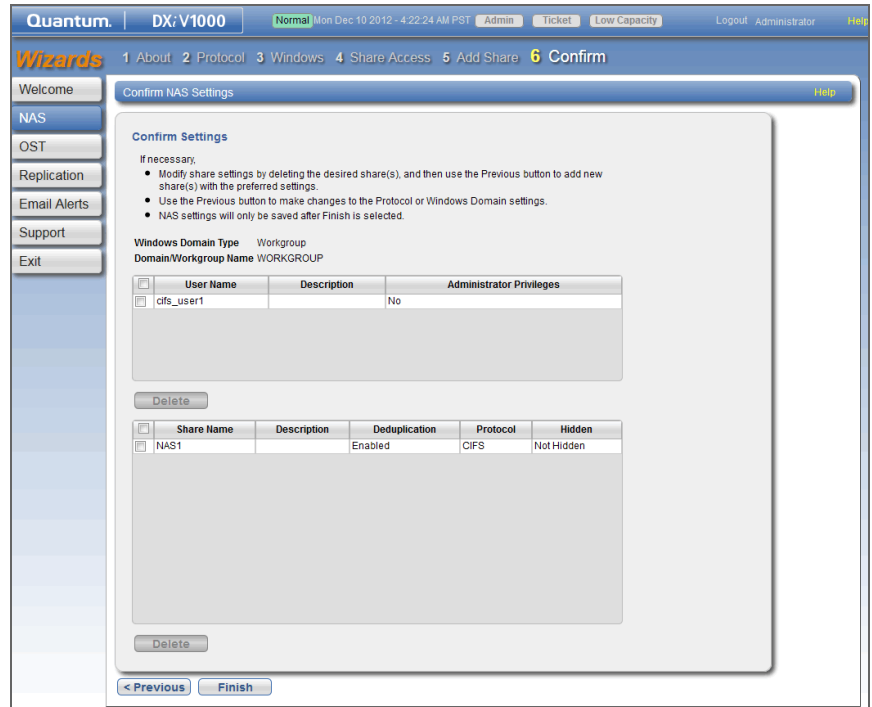 Quantum. DXi V1000 Normal Mon Dec 10 2012 - 4:22:24 AM PST Admin Ticket Low Capacity Logout Administrator Help
Wizards 1 About 2 Protocol 3 Windows 4 Share Access 5 Add Share 6 Confirm
Welcome
NAS
OST
Replication
Email Alerts
Support
Exit
Confirm NAS Settings Help
Confirm Settings
If necessary,
• Modify share settings by deleting the desired share(s), and then use the Previous button to add new
share(s) with the preferred settings.
• Use the Previous button to make changes to the Protocol or Windows Domain settings.
• NAS settings will only be saved after Finish is selected.
Windows Domain Type Workgroup
Domain/Workgroup Name WORKGROUP
User Name Description Administrator Privileges
cifs_user1 No
Delete
Share Name Description Deduplication Protocol Hidden
NAS1 Enabled CIFS Not Hidden
Delete
< Previous Finish